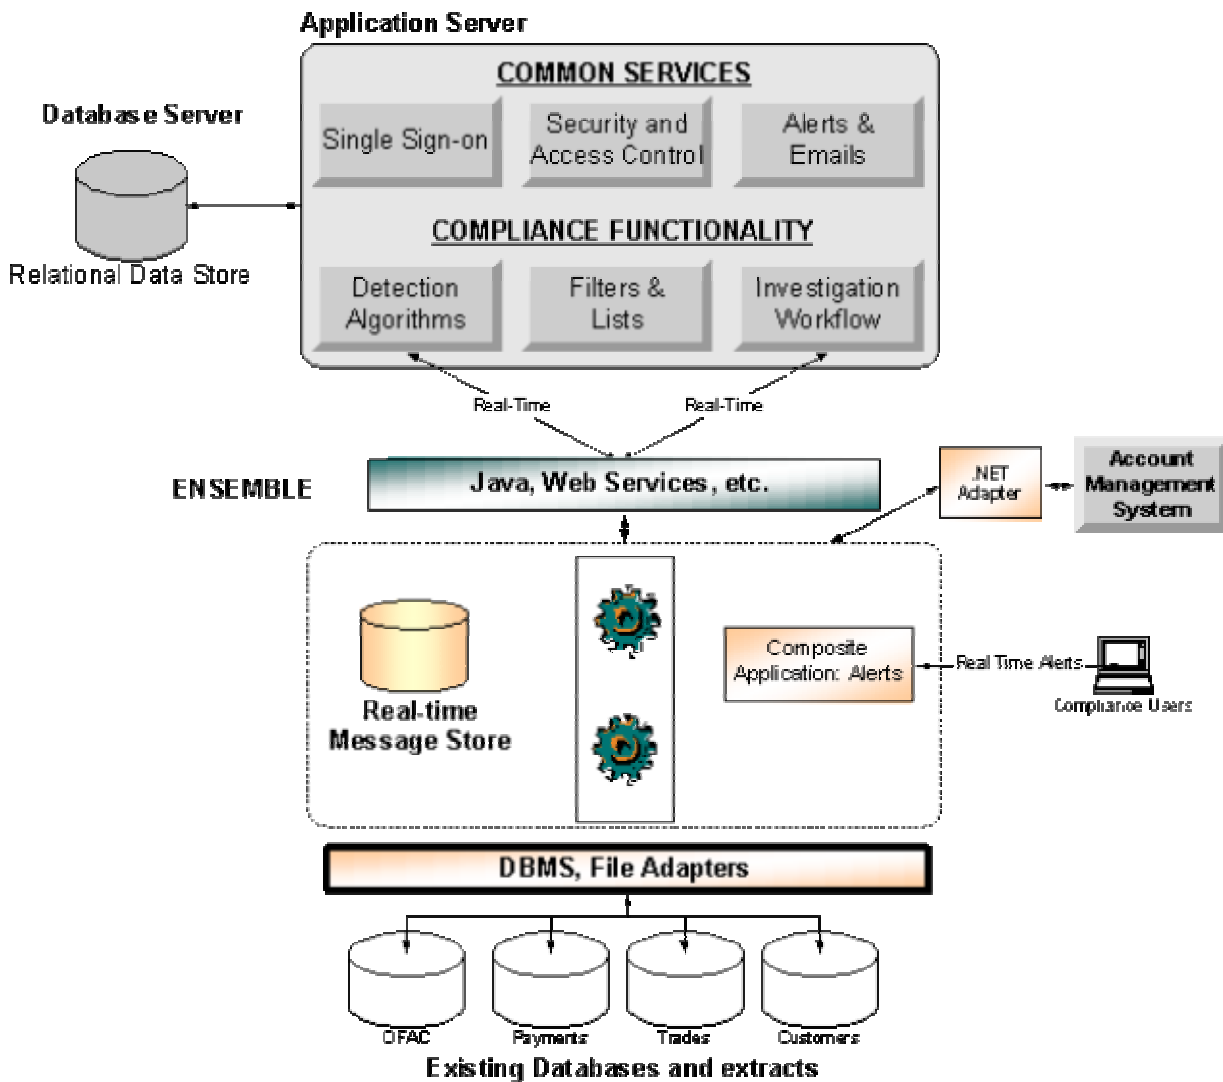 Application Server
COMMON SERVICES
Database Server
Single Sign-on
Security and
Access Control
Alerts &
Emails
COMPLIANCE FUNCTIONALITY
Relational Data Store
Detection
Algorithms
Filters &
Lists
Investigation
Workflow
Real-Time
Real-Time
ENSEMBLE
Java, Web Services, etc.
.NET
Adapter
Account
Management
System
Real-time
Message Store
Composite
Application: Alerts
Real Time Alerts
Compliance Users
DBMS, File Adapters
OFAC
Payments
Trades
Customers
Existing Databases and extracts